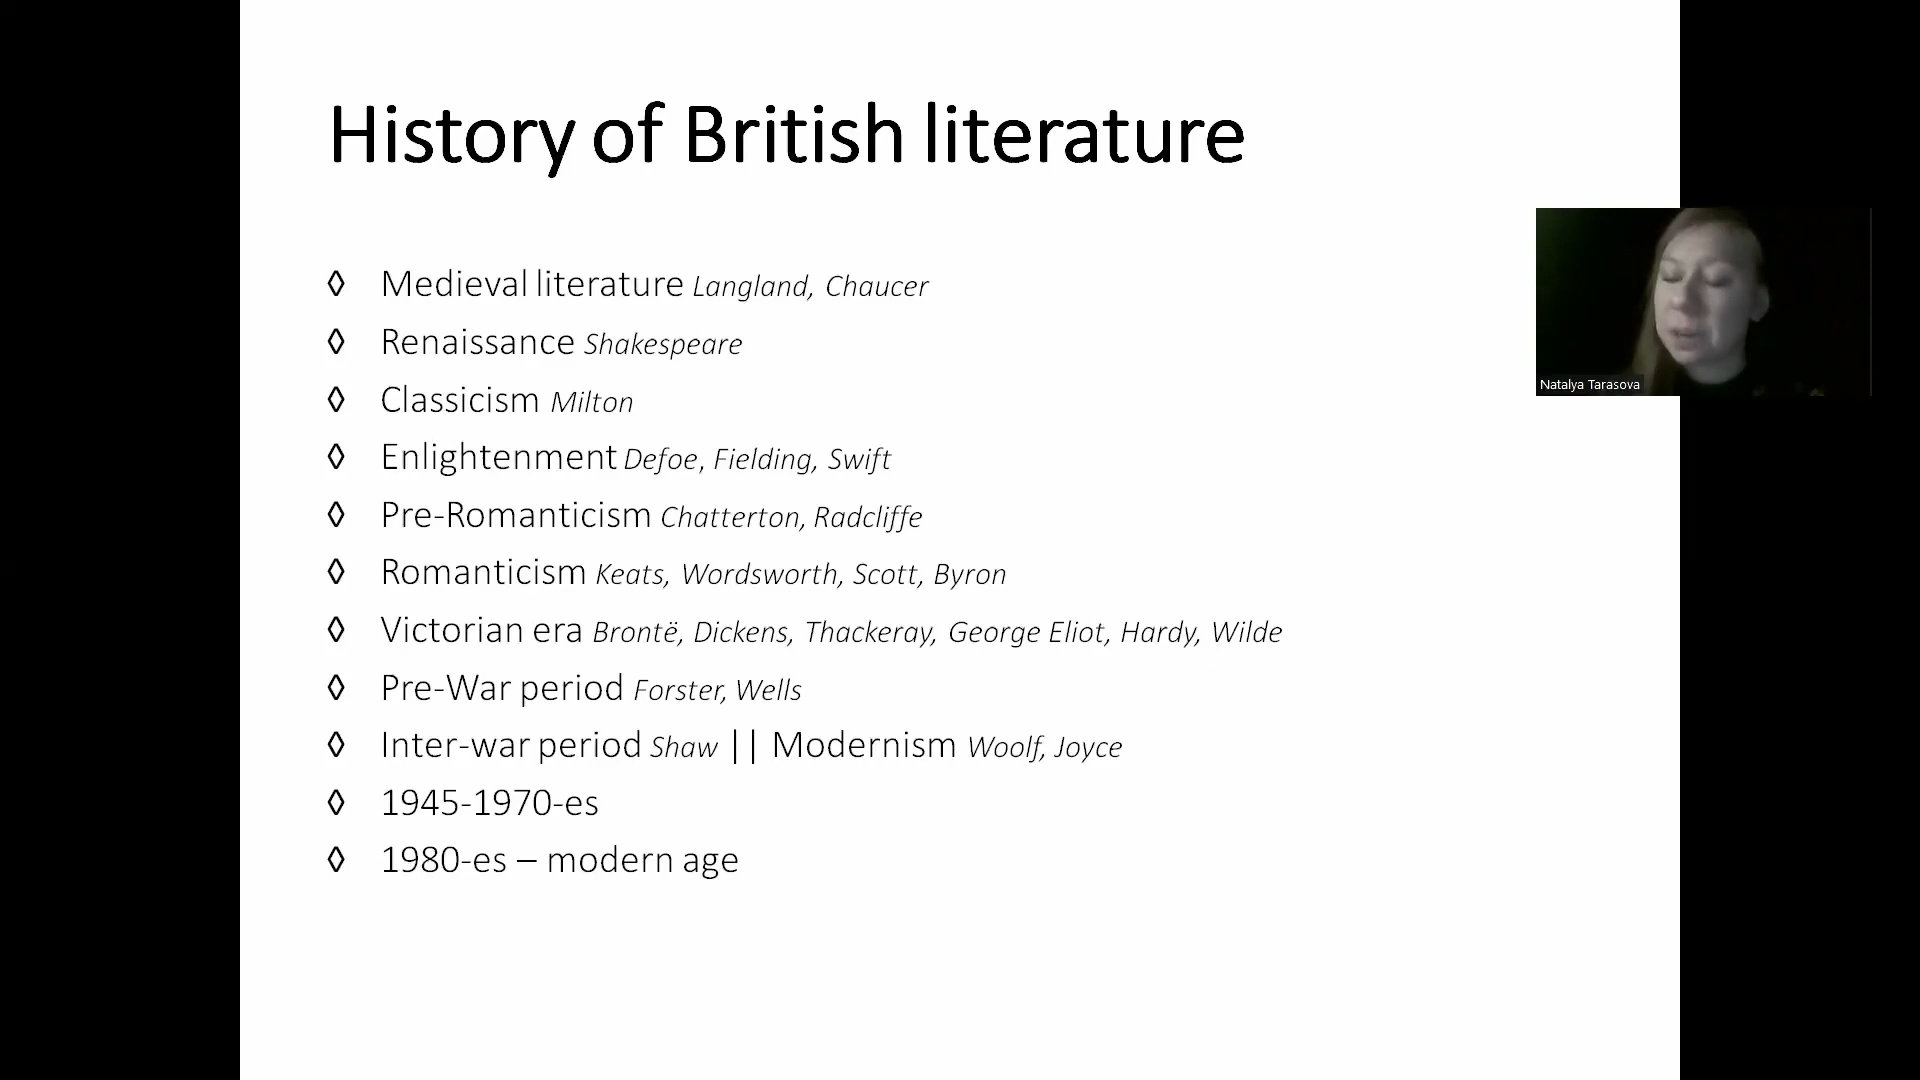 History of British literature
◊ Medieval literature Langland, Chaucer
◊ Renaissance Shakespeare
◊ Classicism Milton
◊ Enlightenment Defoe, Fielding, Swift
◊ Pre-Romanticism Chatterton, Radcliffe
◊ Romanticism Keats, Wordsworth, Scott, Byron
◊ Victorian era Brontë, Dickens, Thackeray, George Eliot, Hardy, Wilde
◊ Pre-War period Forster, Wells
◊ Inter-war period Shaw || Modernism Woolf, Joyce
◊ 1945-1970-es
◊ 1980-es – modern age
Natalya Tarasova